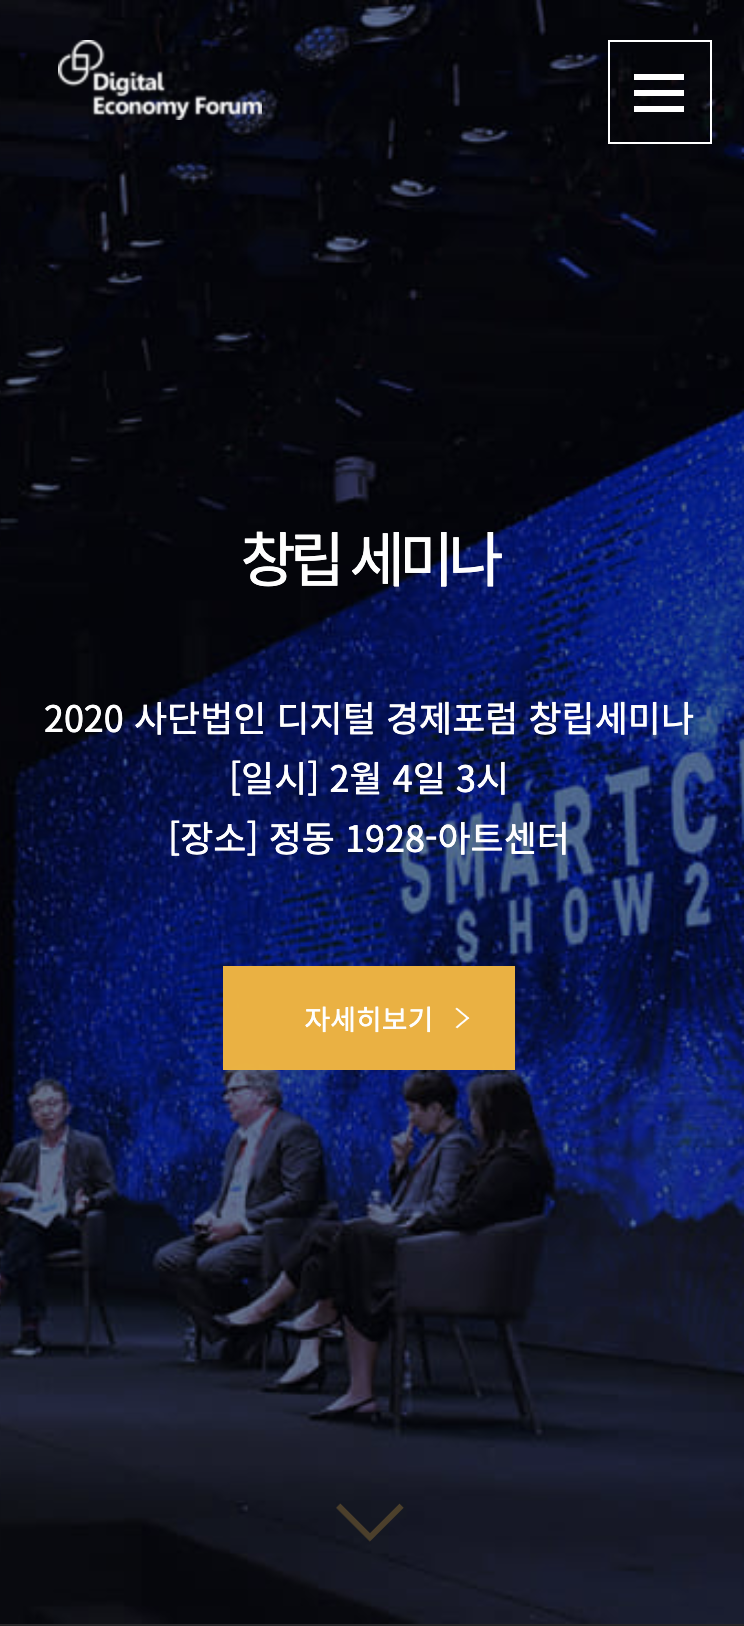 Digital
Economy Forum
창립 세미나
2020 사단법인 디지털 경제포럼 창립세미나
[일시] 2월 4일 3시
[장소] 정동 1928-아트센터
SMARTC
SHOW 2
자세히보기